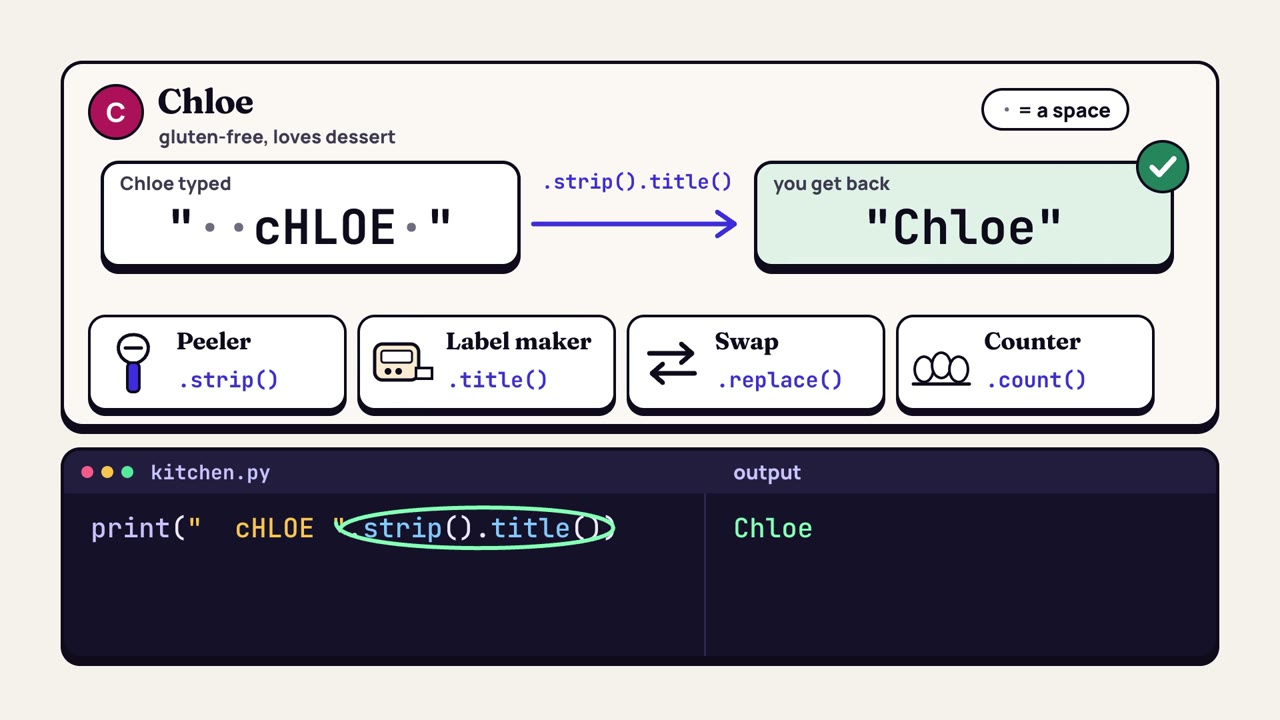 C
Chloe
gluten-free, loves dessert
· = a space
Chloe typed
"··cHLOE·"
.strip().title()
you get back
"Chloe"
Peeler
.strip()
Label maker
.title()
Swap
.replace()
Counter
.count()
kitchen.py
output
print("  cHLOE ".strip().title())
Chloe